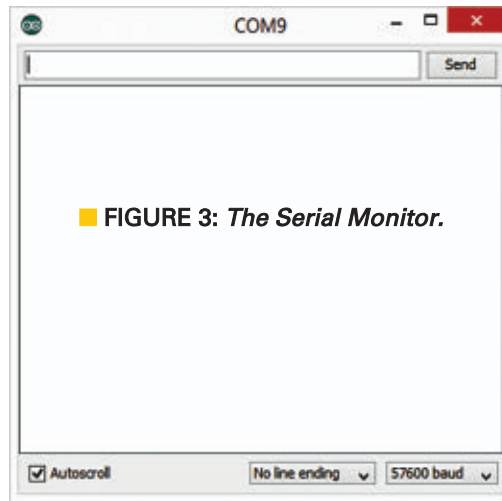 COM9
Send
FIGURE 3: The Serial Monitor.
Autoscroll
No line ending
57600 baud